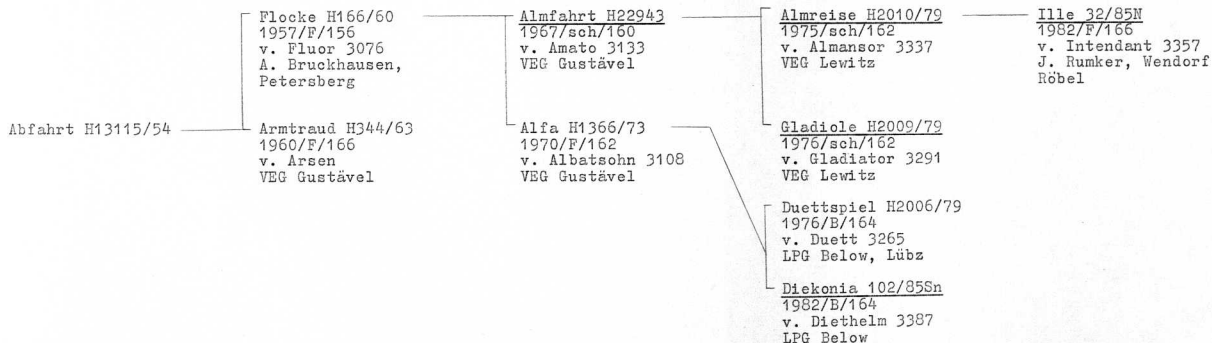 Abfahrt H13115/54
Flocke H166/60
1957/F/156
v. Fluor 3076
A. Bruckhausen,
Petersberg
Armtraud H344/63
1960/F/166
v. Arsen
VEG Gustävel
Almfahrt H22943
1967/sch/160
v. Amato 3133
VEG Gustävel
Alfa H1366/73
1970/F/162
v. Albatsohn 3108
VEG Gustävel
Almreise H2010/79
1975/sch/162
v. Almansor 3337
VEG Lewitz
Gladiole H2009/79
1976/sch/162
v. Gladiator 3291
VEG Lewitz
Duettspiel H2006/79
1976/B/164
v. Duett 3265
LPG Below, Lübz
Diekonia 102/85Sn
1982/B/164
v. Diethelm 3387
LPG Below
Ille 32/85N
1982/F/166
v. Intendant 3357
J. Rumker, Wendorf
Röbel